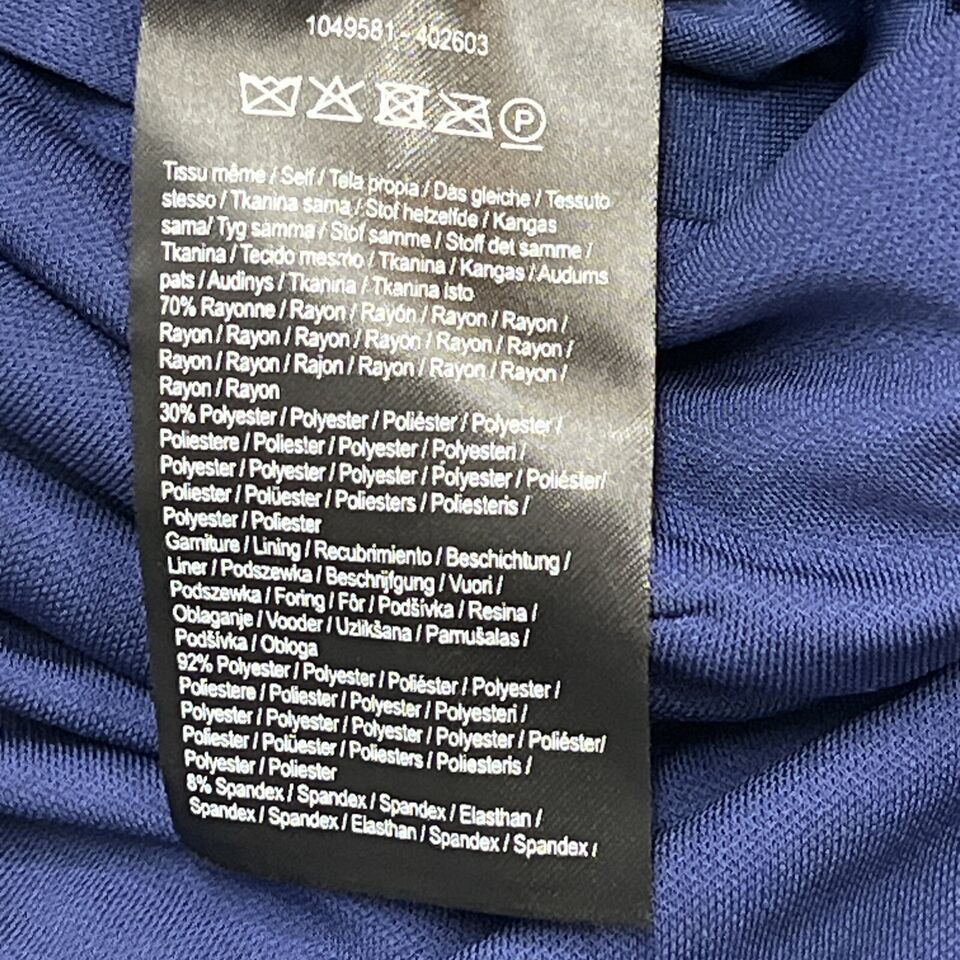 1049581 - 402603
P
Tissu même / Self / Tela propia / Das gleiche / Tessuto
stesso / Tkanina sama / Stof hetzelfde / Kangas
sama/ Tyg samma / Stof samme / Stoff det samme /
Tkanina / Tecido mesmo / Tkanina / Kangas / Audums
pats / Audinys / Tkanina / Tkanina isto
70% Rayonne / Rayon / Rayón / Rayon / Rayon /
Rayon / Rayon / Rayon / Rayon / Rayon / Rayon /
Rayon / Rayon / Rajon / Rayon / Rayon / Rayon /
Rayon / Rayon
30% Polyester / Polyester / Poliéster / Polyester /
Poliestere / Poliester / Polyester / Polyesteri /
Polyester / Polyester / Polyester / Polyester / Poliéster/
Poliester / Polüester / Poliesters / Poliesteris /
Polyester / Poliester
Garniture / Lining / Recubrimiento / Beschichtung /
Liner / Podszewka / Beschrijfgung / Vuori /
Podszewka / Foring / Fôr / Podšívka / Resina /
Oblaganje / Vooder / Uzlikšana / Pamušalas /
Podšívka / Obloga
92% Polyester / Polyester / Poliéster / Polyester /
Poliestere / Poliester / Polyester / Polyesteri /
Polyester / Polyester / Polyester / Polyester / Poliéster/
Poliester / Polüester / Poliesters / Poliesteris /
Polyester / Poliester
8% Spandex / Spandex / Spandex / Elasthan /
Spandex / Spandex / Elasthan / Spandex / Spandex /